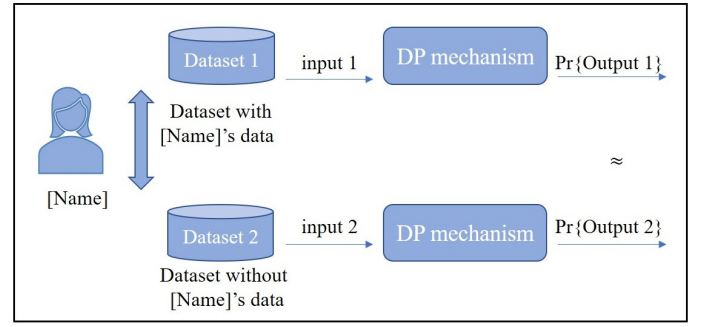 Dataset 1
input 1
DP mechanism
Pr{Output 1}
Dataset with
[Name]'s data
[Name]
≈
Dataset 2
input 2
DP mechanism
Pr{Output 2}
Dataset without
[Name]'s data